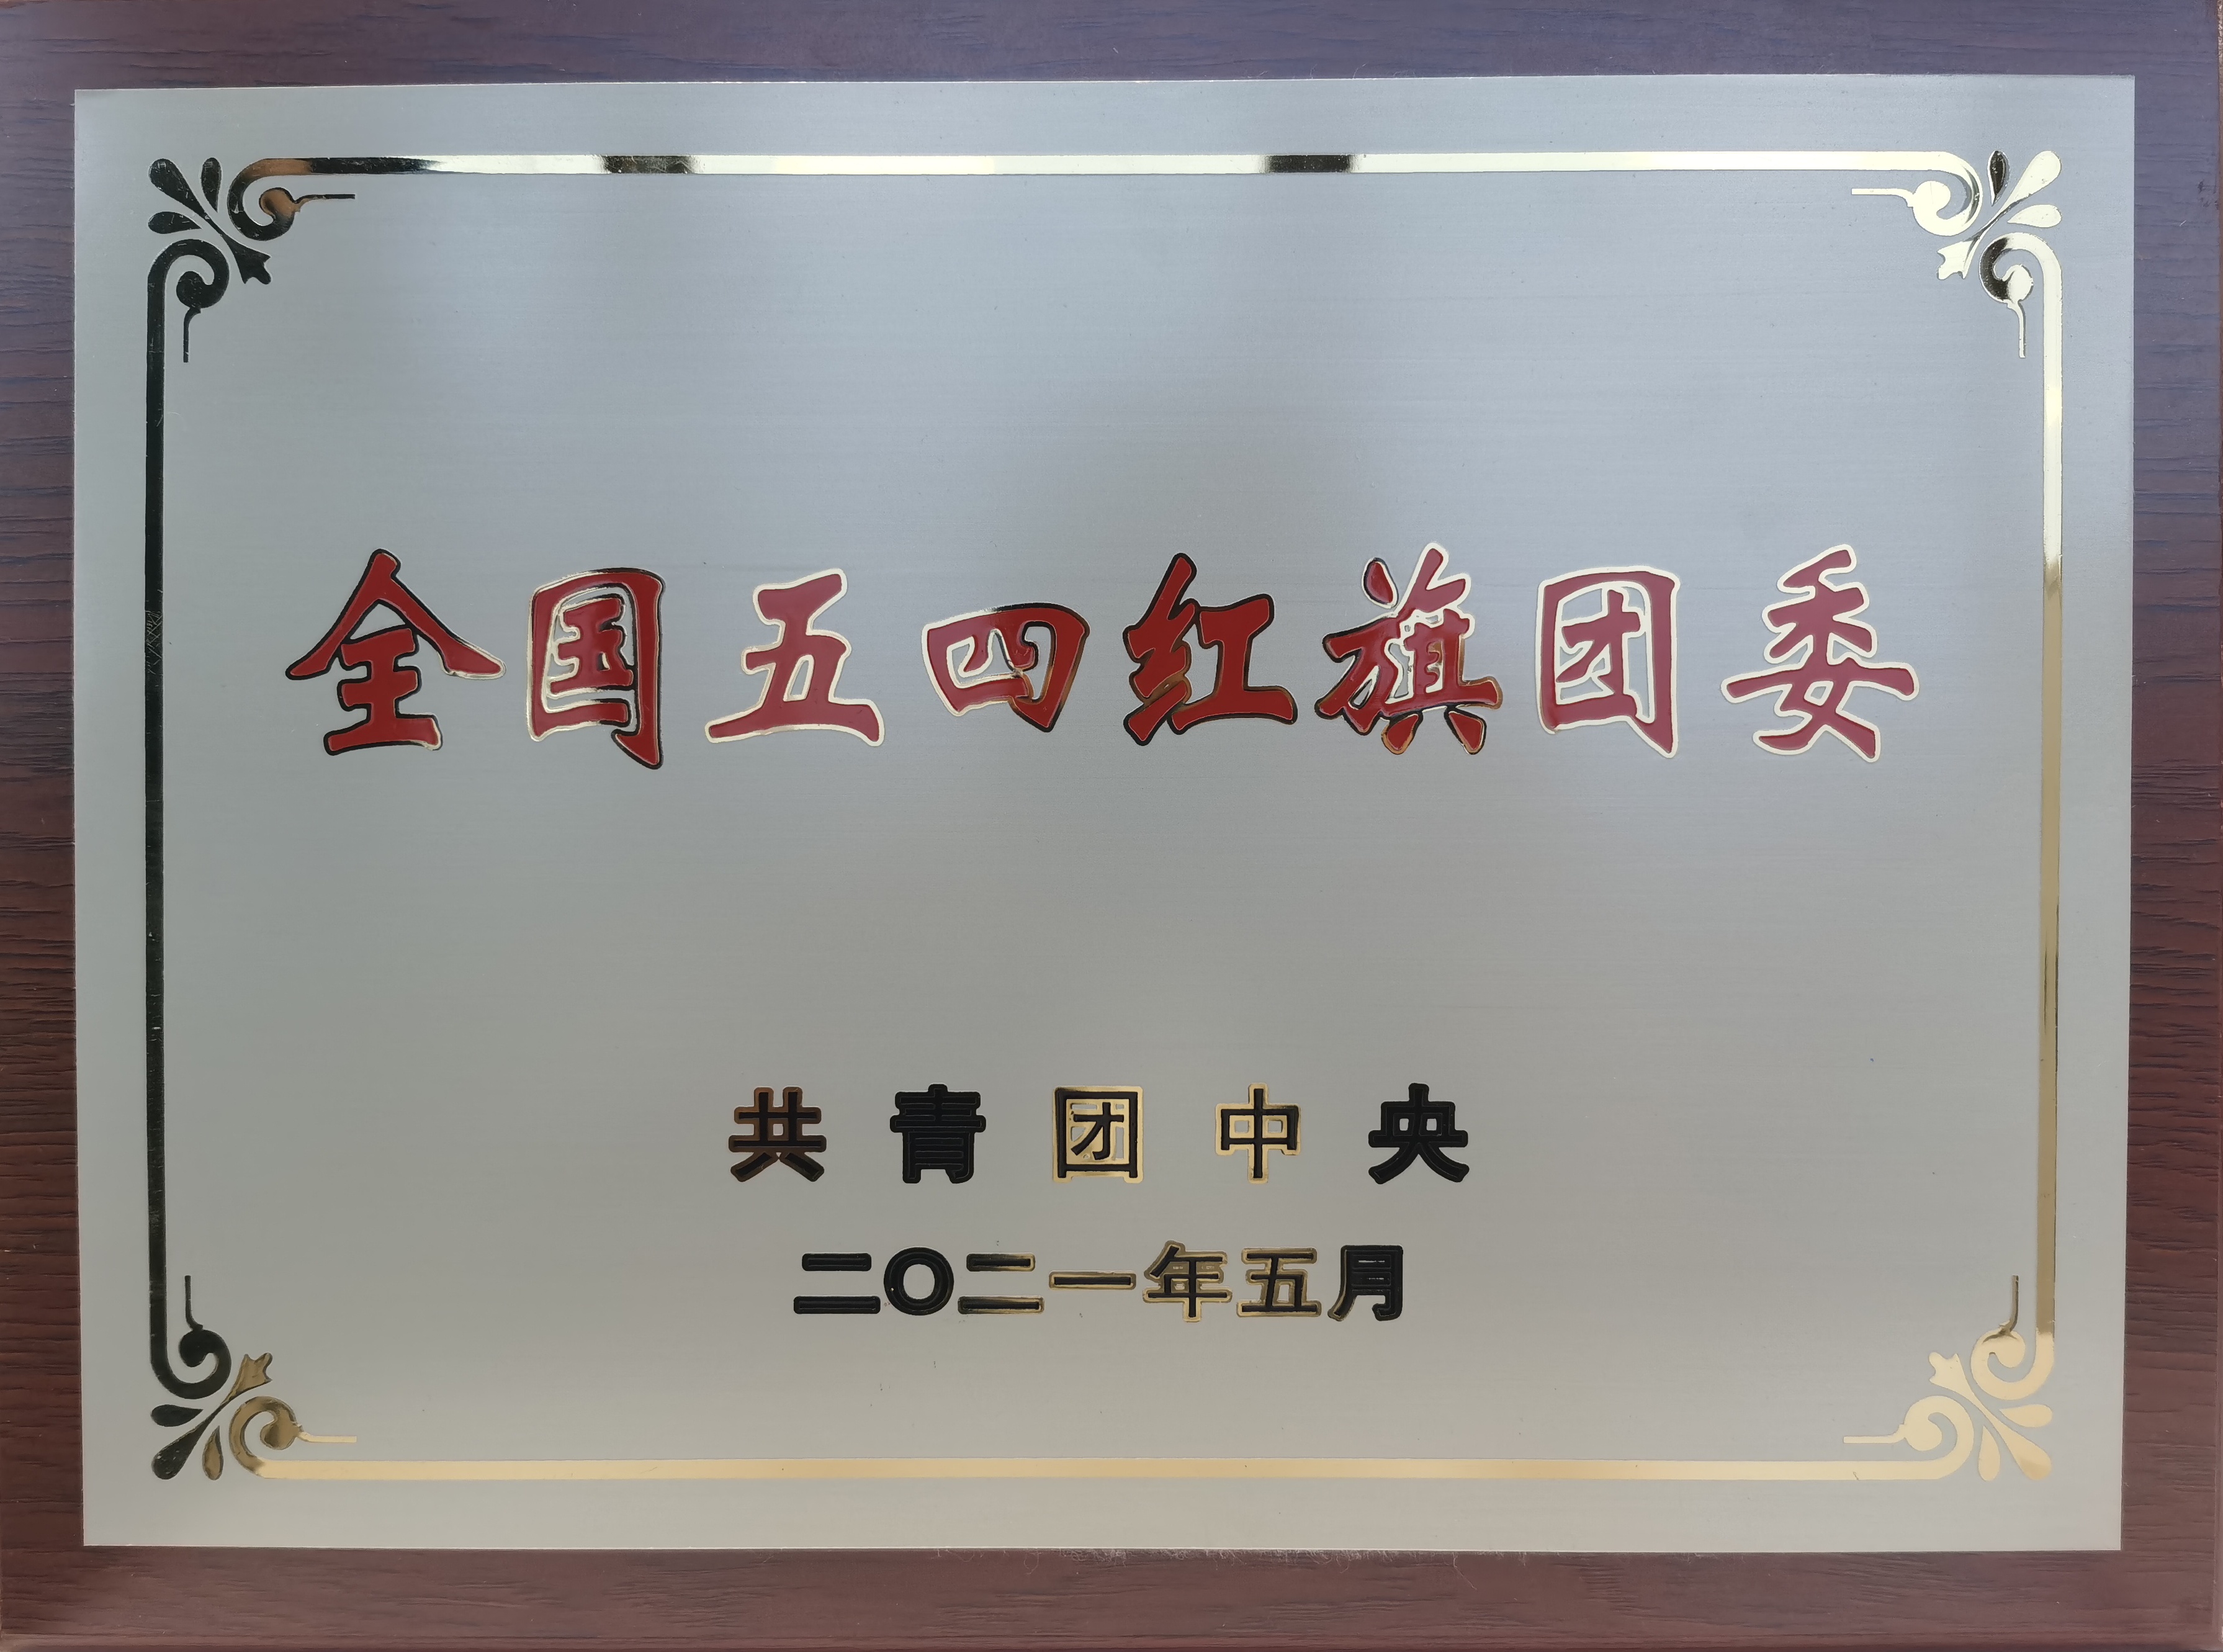 全国五四红旗团委
共青团中央
二〇二一年五月